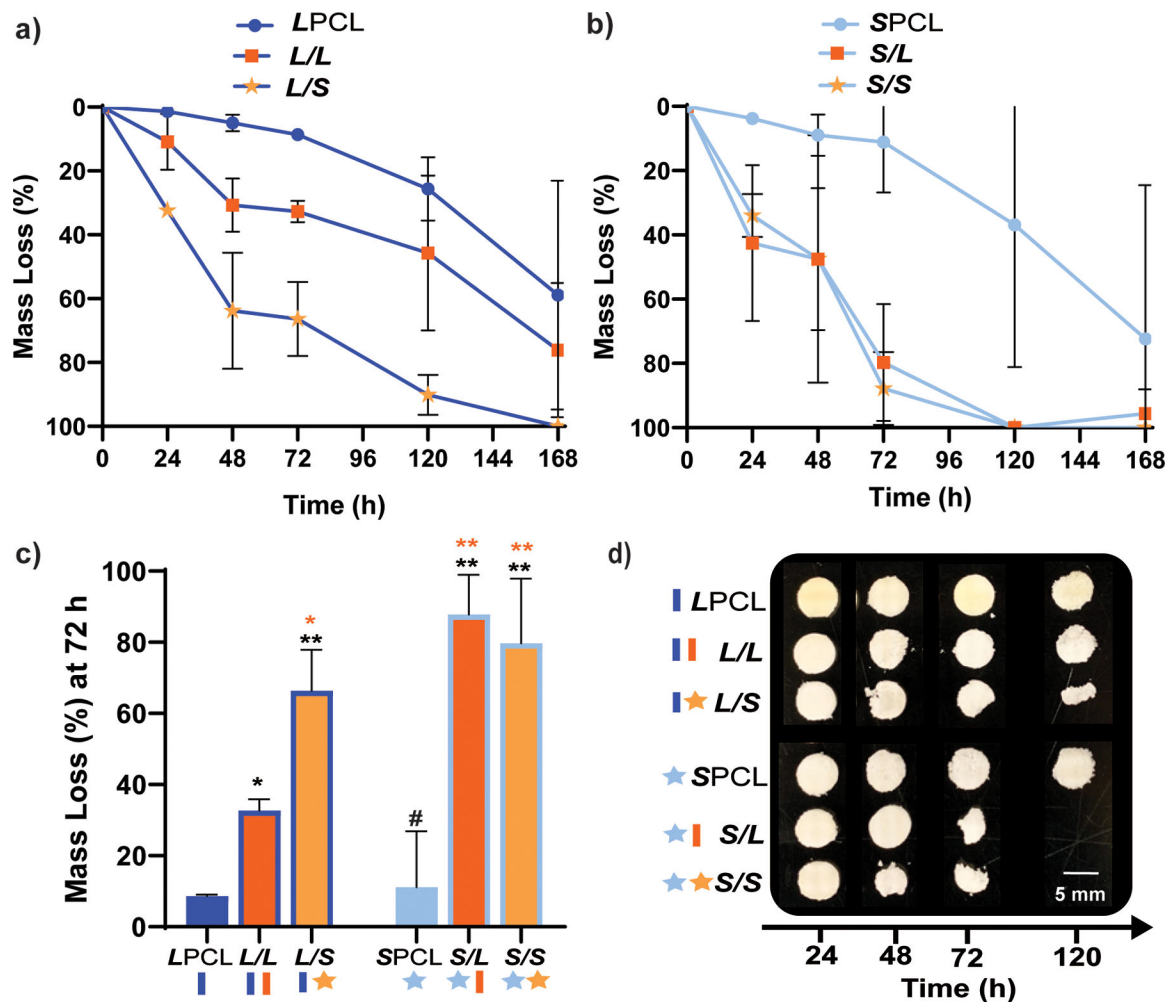 a)
LPCL
L/L
L/S
Mass Loss (%)
0
20
40
60
80
100
0 24 48 72 96 120 144 168
Time (h)
b)
SPCL
S/L
S/S
Mass Loss (%)
0
20
40
60
80
100
0 24 48 72 96 120 144 168
Time (h)
c)
Mass Loss (%) at 72 h
100
80
60
40
20
0
*
*
**
#
**
**
**
**
LPCL L/L L/S SPCL S/L S/S
d)
LPCL
L/L
L/S
SPCL
S/L
S/S
5 mm
24 48 72 120
Time (h)